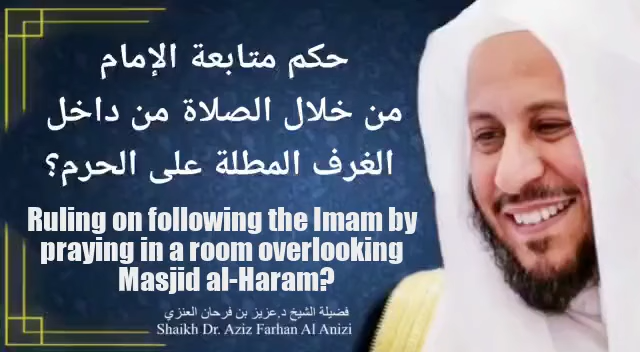 حكم متابعة الإمام
من خلال الصلاة من داخل
الغرف المطلة على الحرم؟
Ruling on following the Imam by
praying in a room overlooking
Masjid al-Haram?
فضيلة الشيخ د.عزيز بن فرحان العنزي
Shaikh Dr. Aziz Farhan Al Anizi